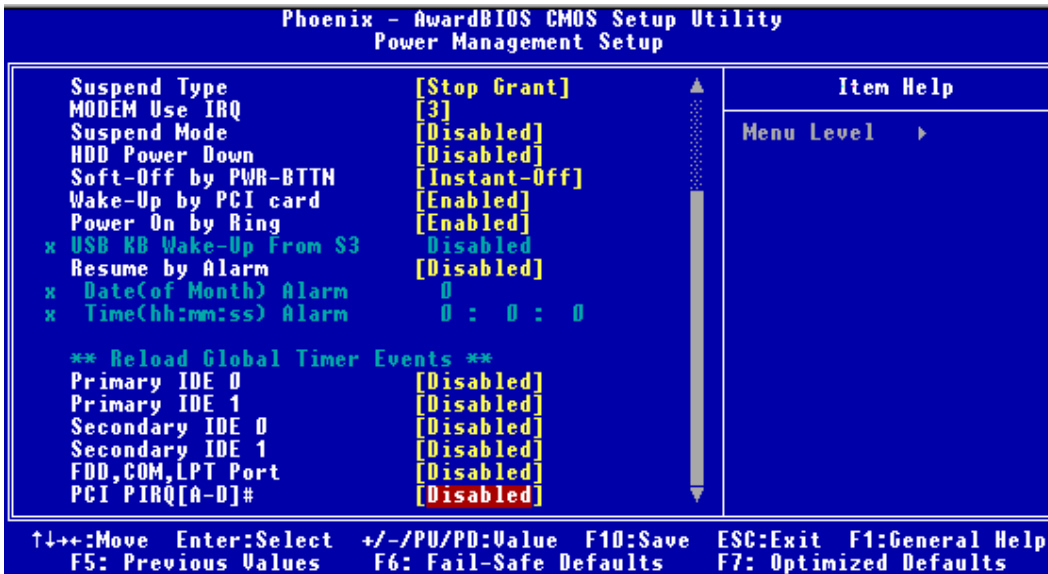 Phoenix - AwardBIOS CMOS Setup Utility
Power Management Setup
Suspend Type [Stop Grant]
MODEM Use IRQ [3]
Suspend Mode [Disabled]
HDD Power Down [Disabled]
Soft-Off by PWR-BTTN [Instant-Off]
Wake-Up by PCI card [Enabled]
Power On by Ring [Enabled]
x USB KB Wake-Up From S3 Disabled
Resume by Alarm [Disabled]
x Date(of Month) Alarm 0
x Time(hh:mm:ss) Alarm 0 : 0 : 0
** Reload Global Timer Events **
Primary IDE 0 [Disabled]
Primary IDE 1 [Disabled]
Secondary IDE 0 [Disabled]
Secondary IDE 1 [Disabled]
FDD,COM,LPT Port [Disabled]
PCI PIRQ[A-D]# [Disabled]
Item Help
Menu Level ▸
↑↓→←:Move Enter:Select +/-/PU/PD:Value F10:Save ESC:Exit F1:General Help
F5: Previous Values F6: Fail-Safe Defaults F7: Optimized Defaults